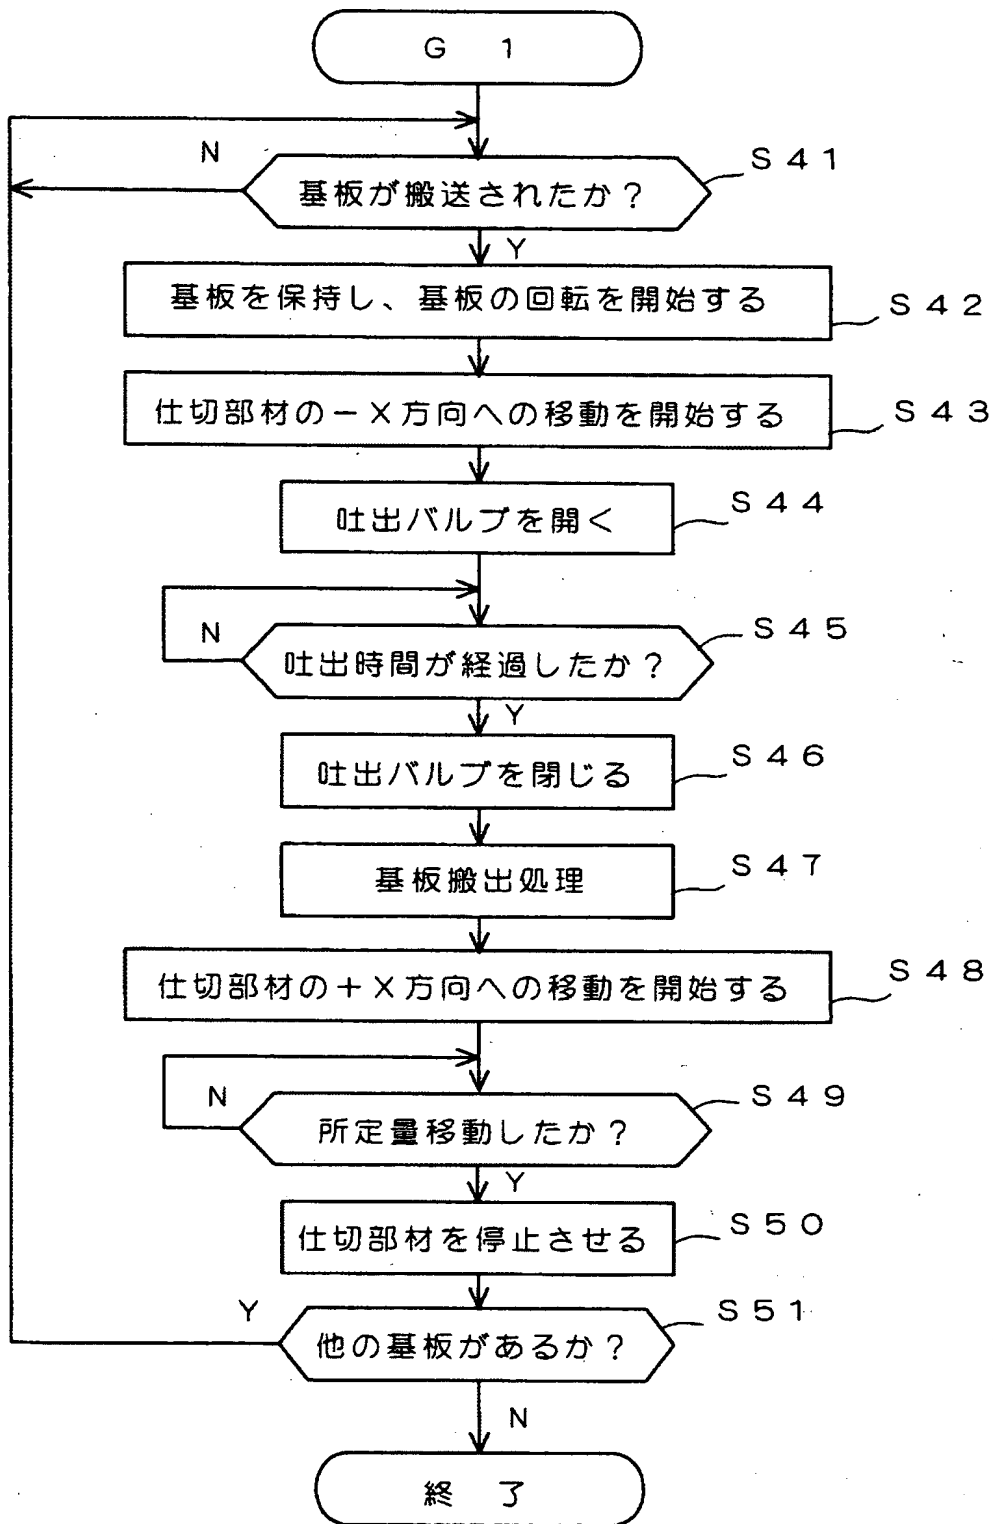 G 1
N
S41
基板が搬送されたか？
Y
基板を保持し、基板の回転を開始する
S42
仕切部材の－X方向への移動を開始する
S43
吐出バルブを開く
S44
N
S45
吐出時間が経過したか？
Y
吐出バルブを閉じる
S46
基板搬出処理
S47
仕切部材の＋X方向への移動を開始する
S48
N
S49
所定量移動したか？
Y
仕切部材を停止させる
S50
Y
S51
他の基板があるか？
N
終 了